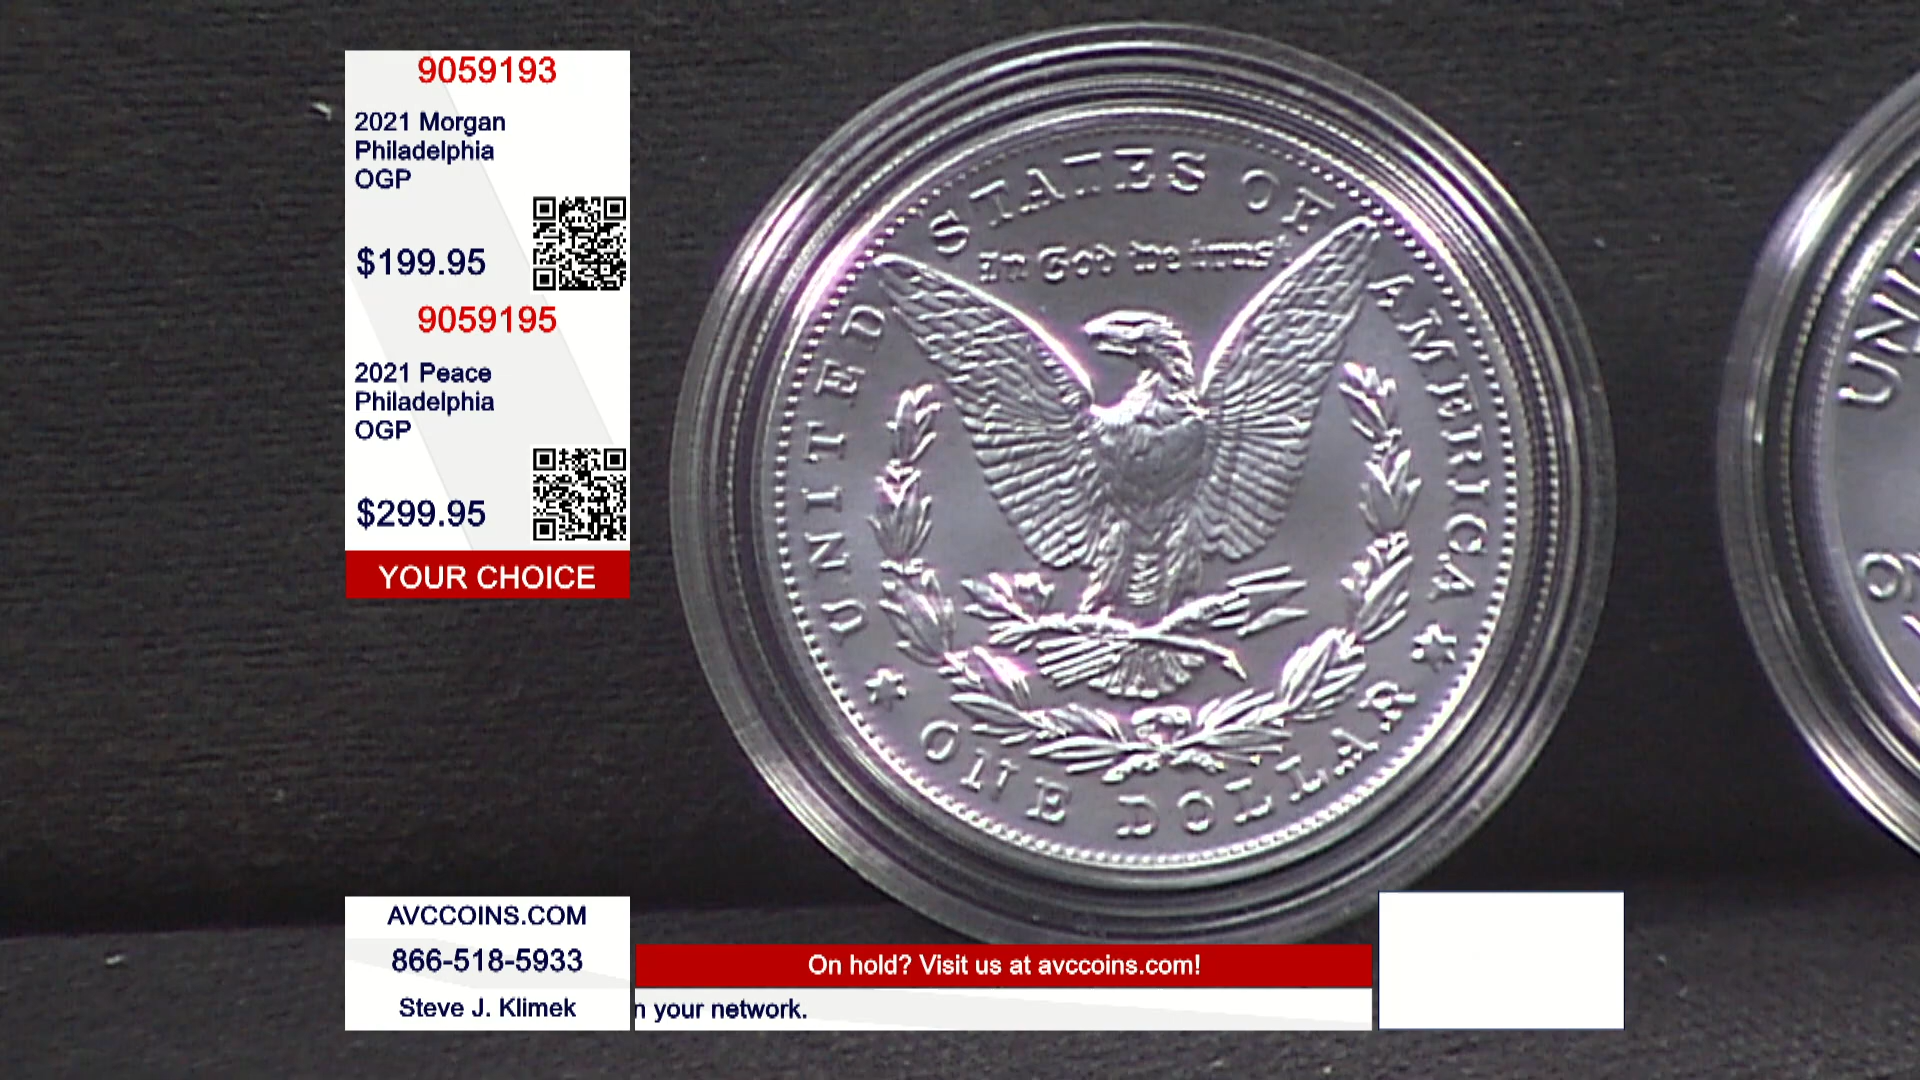 9059193
2021 Morgan
Philadelphia
OGP
$199.95
9059195
2021 Peace
Philadelphia
OGP
$299.95
YOUR CHOICE
UNITED STATES OF AMERICA
In God we trust
ONE DOLLAR
AVCCOINS.COM
866-518-5933
Steve J. Klimek
On hold? Visit us at avccoins.com!
your network.